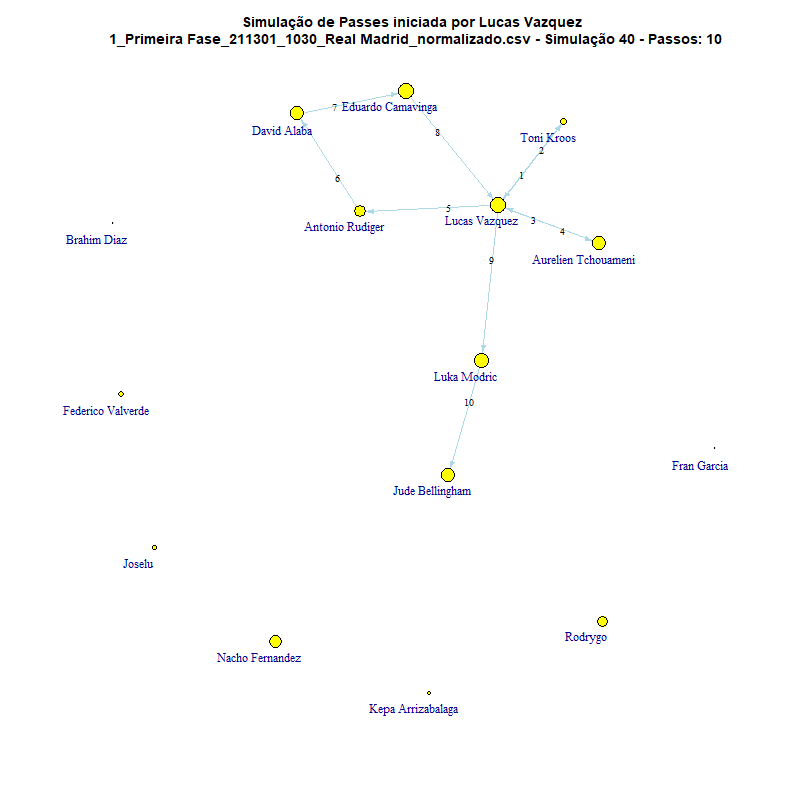 Simulação de Passes iniciada por Lucas Vazquez
1_Primeira Fase_211301_1030_Real Madrid_normalizado.csv - Simulação 40 - Passos: 10
7
Eduardo Camavinga
David Alaba
8
Toni Kroos
2
1
6
5
3
4
Antonio Rudiger
Lucas Vazquez
1
Brahim Diaz
Aurelien Tchouameni
9
Luka Modric
10
Federico Valverde
Fran Garcia
Jude Bellingham
Joselu
Rodrygo
Nacho Fernandez
Kepa Arrizabalaga